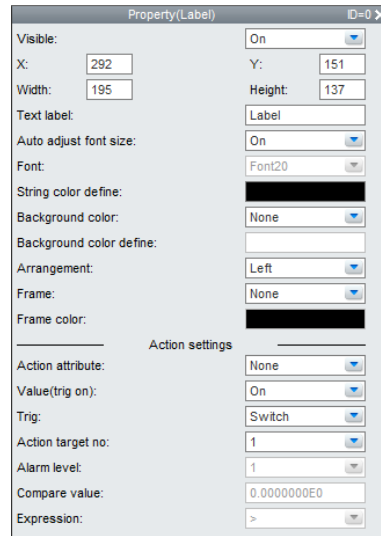 Property(Label) ID=0 X
Visible: On
X: 292 Y: 151
Width: 195 Height: 137
Text label: Label
Auto adjust font size: On
Font: Font20
String color define:
Background color: None
Background color define:
Arrangement: Left
Frame: None
Frame color:
Action settings
Action attribute: None
Value(trig on): On
Trig: Switch
Action target no: 1
Alarm level: 1
Compare value: 0.0000000E0
Expression: >